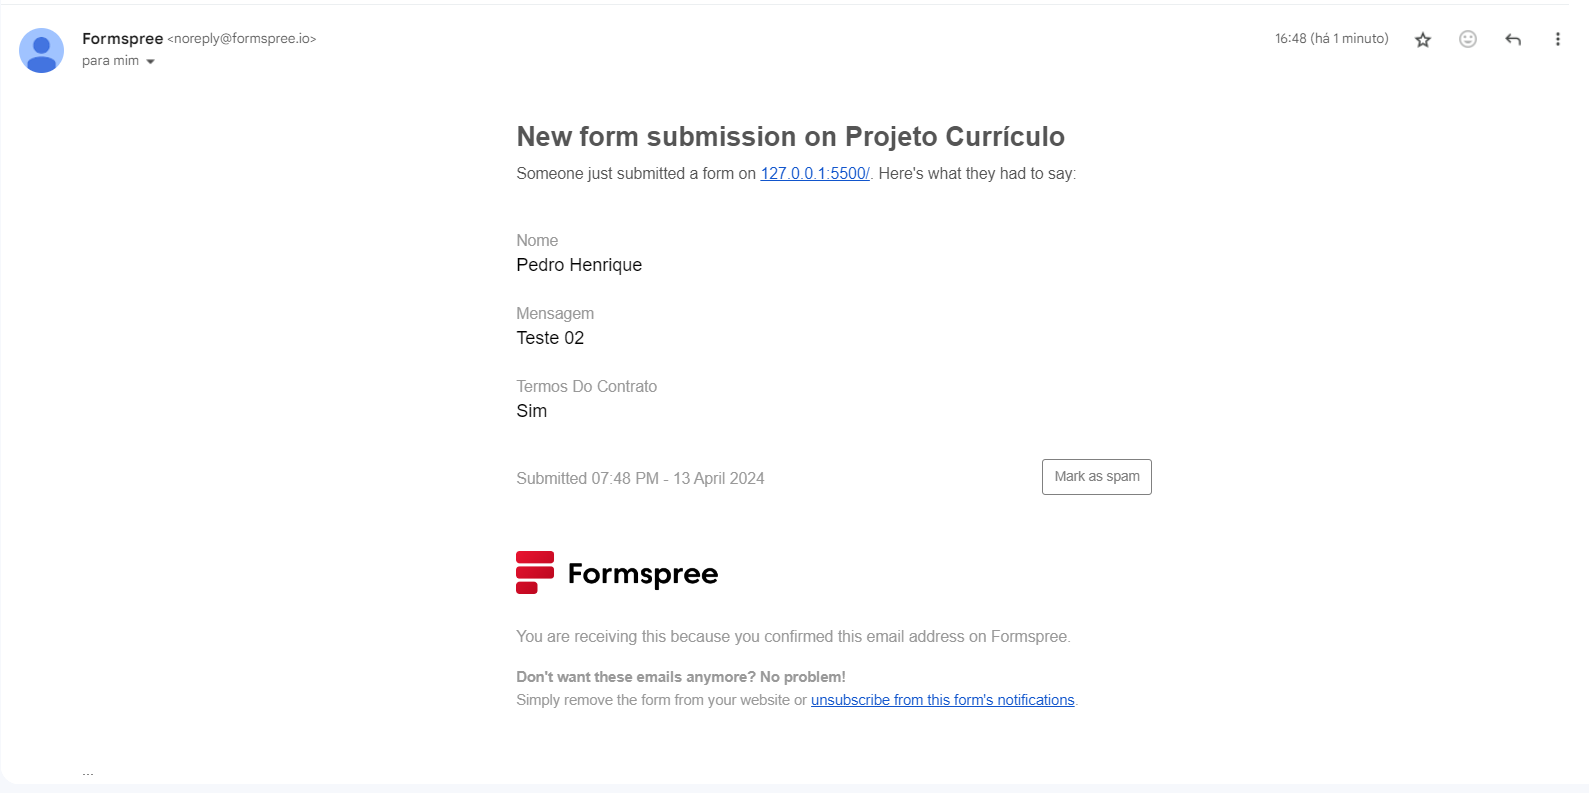 Formspree <noreply@formspree.io>
16:48 (há 1 minuto)
para mim
New form submission on Projeto Currículo
Someone just submitted a form on 127.0.0.1:5500/. Here's what they had to say:
Nome
Pedro Henrique
Mensagem
Teste 02
Termos Do Contrato
Sim
Submitted 07:48 PM - 13 April 2024
Mark as spam
Formspree
You are receiving this because you confirmed this email address on Formspree.
Don't want these emails anymore? No problem!
Simply remove the form from your website or unsubscribe from this form's notifications.
...